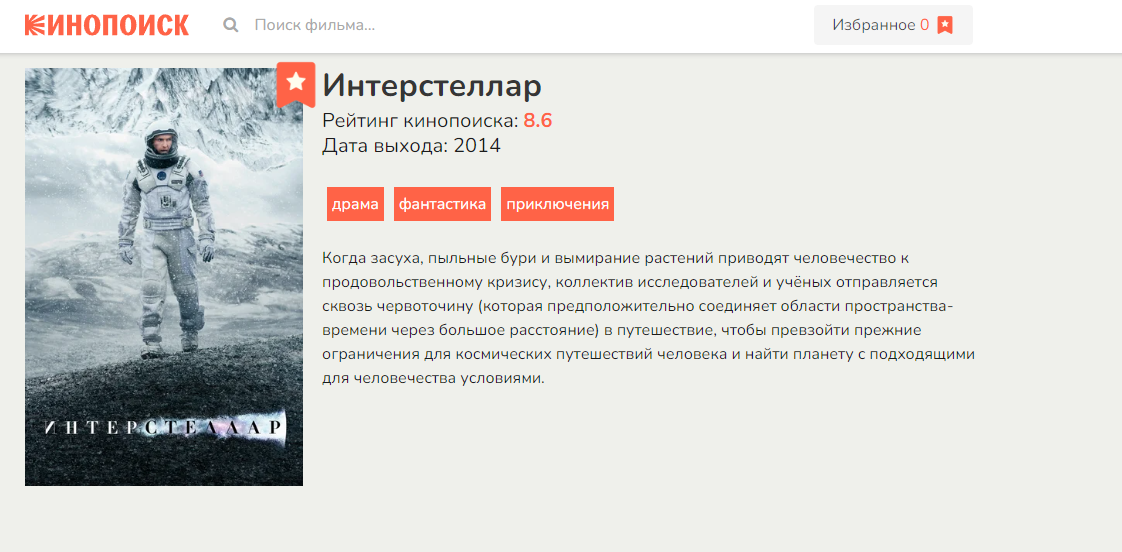 КИНОПОИСК
Поиск фильма...
Избранное 0
Интерстеллар
Рейтинг кинопоиска: 8.6
Дата выхода: 2014
драма фантастика приключения
Когда засуха, пыльные бури и вымирание растений приводят человечество к
продовольственному кризису, коллектив исследователей и учёных отправляется
сквозь червоточину (которая предположительно соединяет области пространства-
времени через большое расстояние) в путешествие, чтобы превзойти прежние
ограничения для космических путешествий человека и найти планету с подходящими
для человечества условиями.
ИНТЕРСТЕЛЛАР